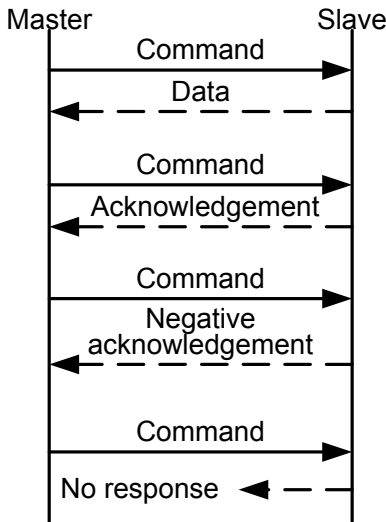 Master Slave
Command
Data
Command
Acknowledgement
Command
Negative
acknowledgement
Command
No response